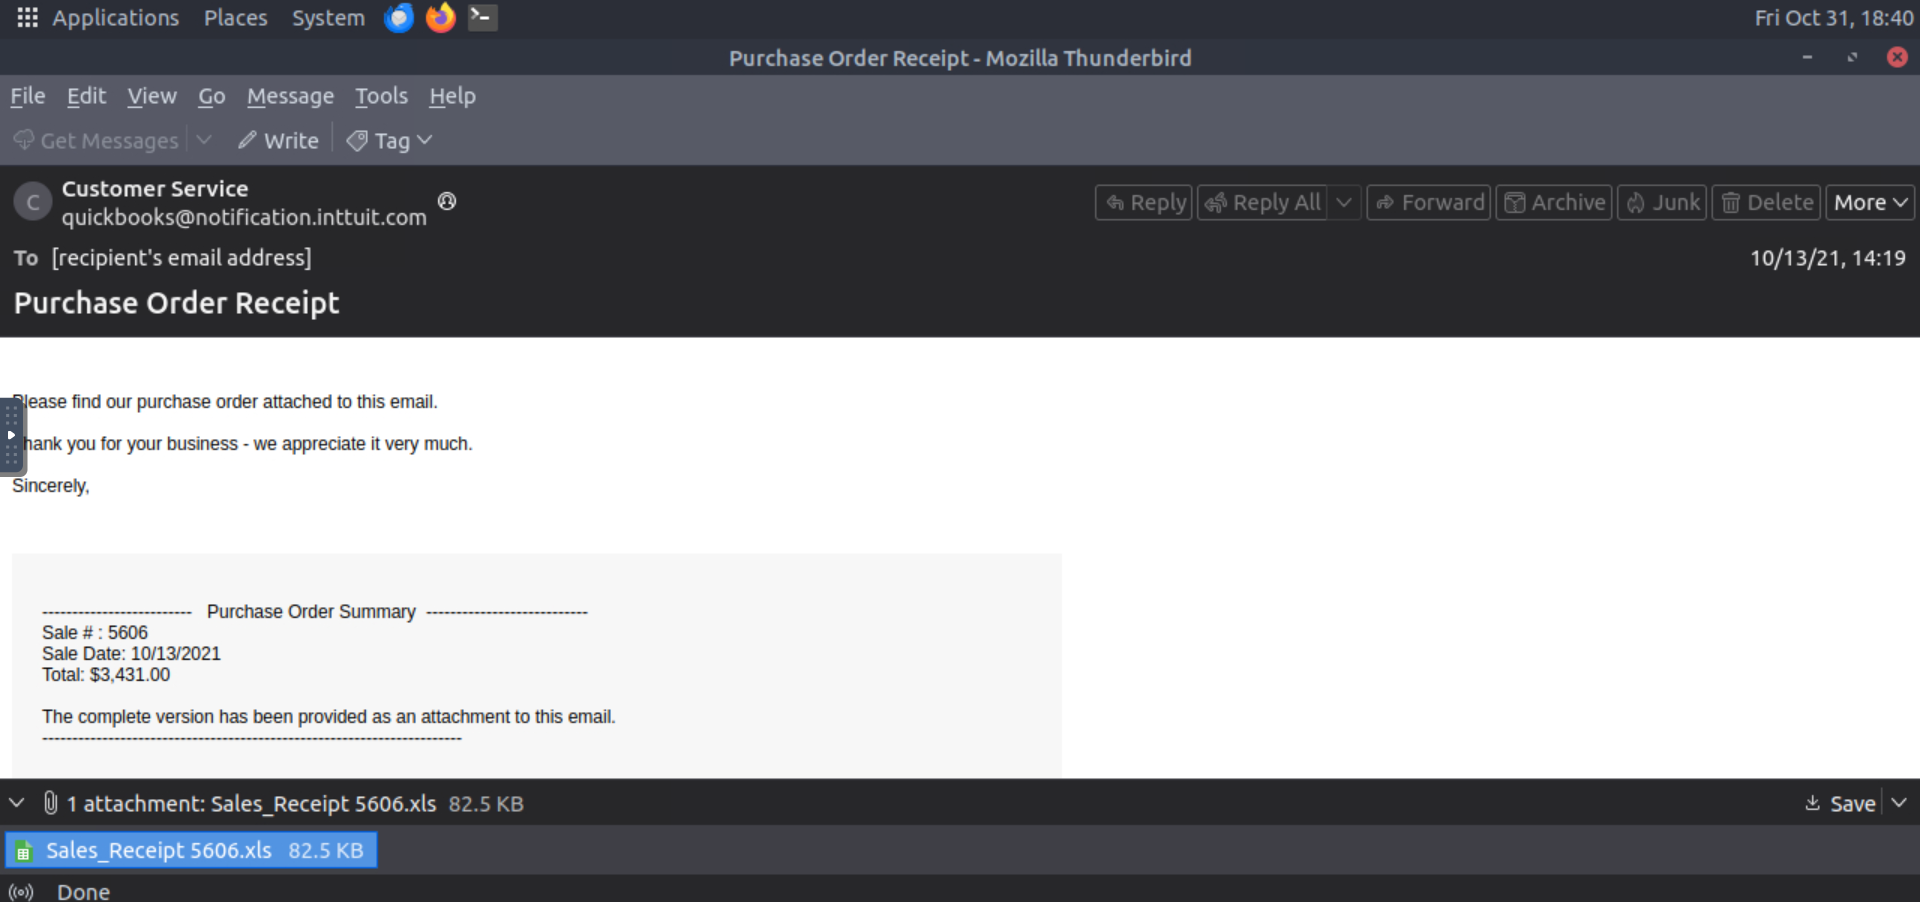 Applications Places System Fri Oct 31, 18:40
Purchase Order Receipt - Mozilla Thunderbird
File Edit View Go Message Tools Help
Get Messages Write Tag
C
Customer Service
quickbooks@notification.inttuit.com
Reply Reply All Forward Archive Junk Delete More
To [recipient's email address] 10/13/21, 14:19
Purchase Order Receipt
Please find our purchase order attached to this email.
hank you for your business - we appreciate it very much.
Sincerely,
------------------------- Purchase Order Summary ---------------------------
Sale # : 5606
Sale Date: 10/13/2021
Total: $3,431.00
The complete version has been provided as an attachment to this email.
----------------------------------------------------------------------
1 attachment: Sales_Receipt 5606.xls 82.5 KB Save
Sales_Receipt 5606.xls 82.5 KB
Done